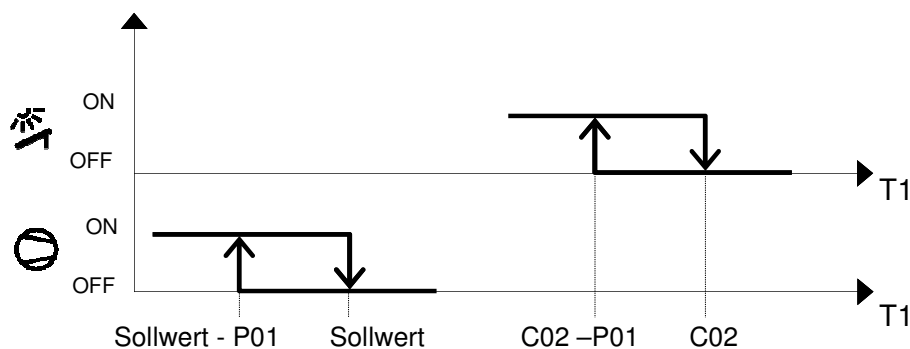 ON
OFF
T1
ON
OFF
T1
Sollwert - P01 Sollwert C02 –P01 C02